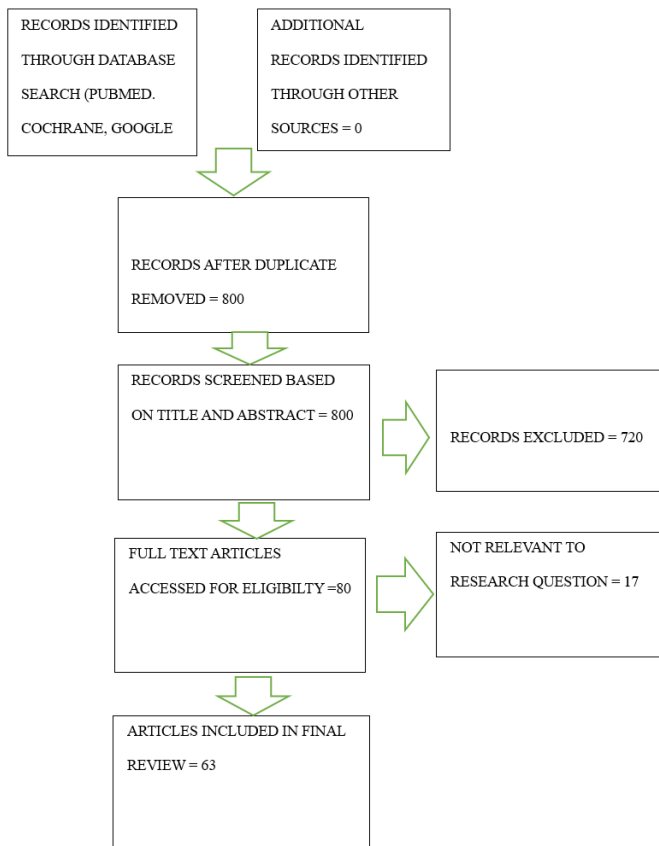 RECORDS IDENTIFIED
THROUGH DATABASE
SEARCH (PUBMED.
COCHRANE, GOOGLE
ADDITIONAL
RECORDS IDENTIFIED
THROUGH OTHER
SOURCES = 0
RECORDS AFTER DUPLICATE
REMOVED = 800
RECORDS SCREENED BASED
ON TITLE AND ABSTRACT = 800
RECORDS EXCLUDED = 720
FULL TEXT ARTICLES
ACCESSED FOR ELIGIBILTY =80
NOT RELEVANT TO
RESEARCH QUESTION = 17
ARTICLES INCLUDED IN FINAL
REVIEW = 63